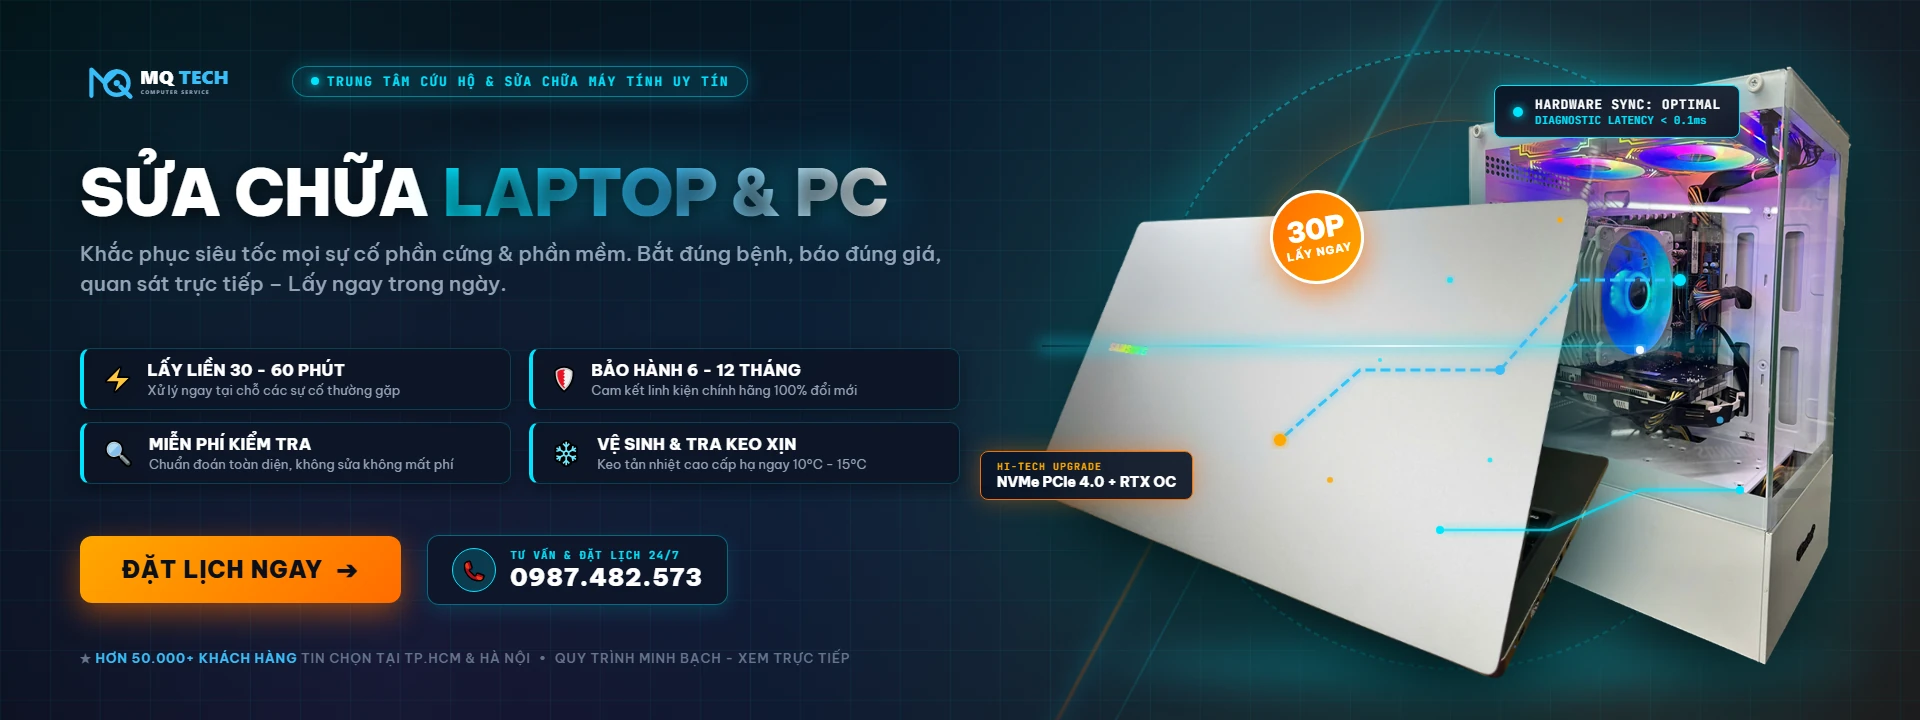 MQ TECH
COMPUTER SERVICE
TRUNG TÂM CỨU HỘ & SỬA CHỮA MÁY TÍNH UY TÍN
SỬA CHỮA LAPTOP & PC
Khắc phục siêu tốc mọi sự cố phần cứng & phần mềm. Bắt đúng bệnh, báo đúng giá,
quan sát trực tiếp – Lấy ngay trong ngày.
LẤY LIỀN 30 - 60 PHÚT
Xử lý ngay tại chỗ các sự cố thường gặp
BẢO HÀNH 6 - 12 THÁNG
Cam kết linh kiện chính hãng 100% đổi mới
MIỄN PHÍ KIỂM TRA
Chuẩn đoán toàn diện, không sửa không mất phí
VỆ SINH & TRA KEO XỊN
Keo tản nhiệt cao cấp hạ ngay 10°C - 15°C
ĐẶT LỊCH NGAY ➔
TƯ VẤN & ĐẶT LỊCH 24/7
0987.482.573
★ HƠN 50.000+ KHÁCH HÀNG TIN CHỌN TẠI TP.HCM & HÀ NỘI • QUY TRÌNH MINH BẠCH - XEM TRỰC TIẾP
HARDWARE SYNC: OPTIMAL
DIAGNOSTIC LATENCY < 0.1ms
30P
LẤY NGAY
HI-TECH UPGRADE
NVMe PCIe 4.0 + RTX OC